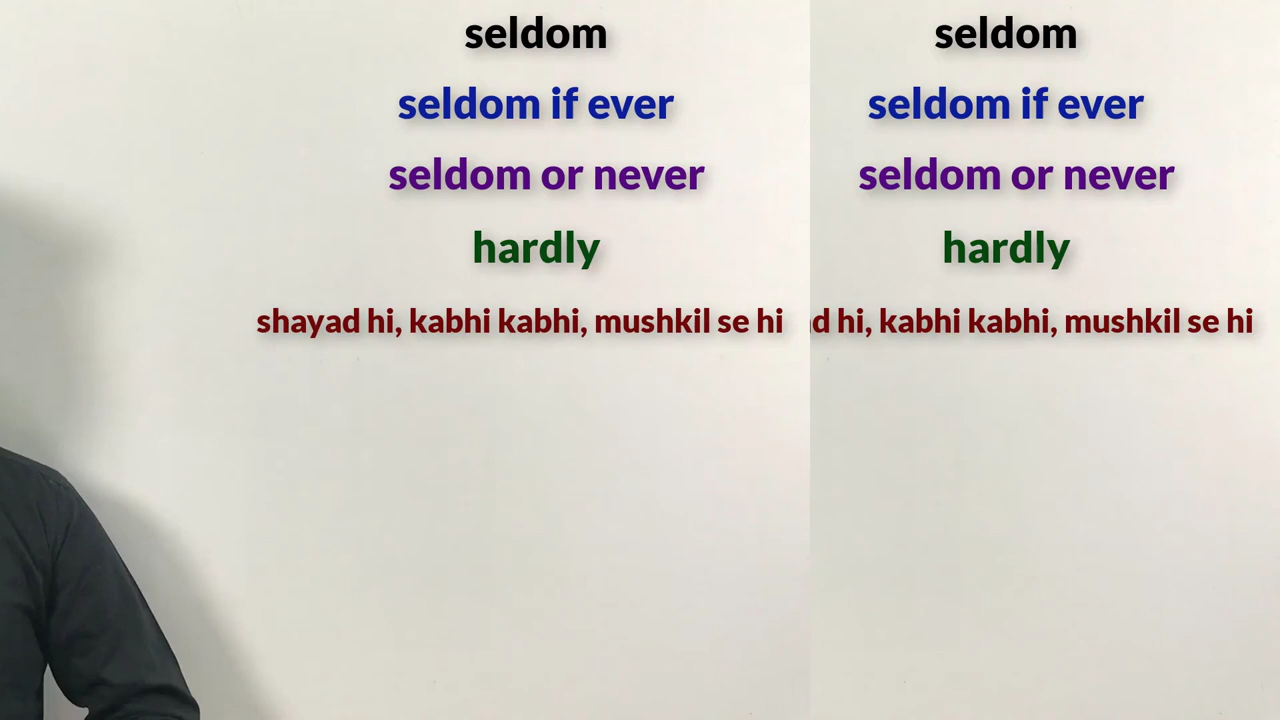 seldom
seldom if ever
seldom or never
hardly
shayad hi, kabhi kabhi, mushkil se hi
seldom
seldom if ever
seldom or never
hardly
d hi, kabhi kabhi, mushkil se hi